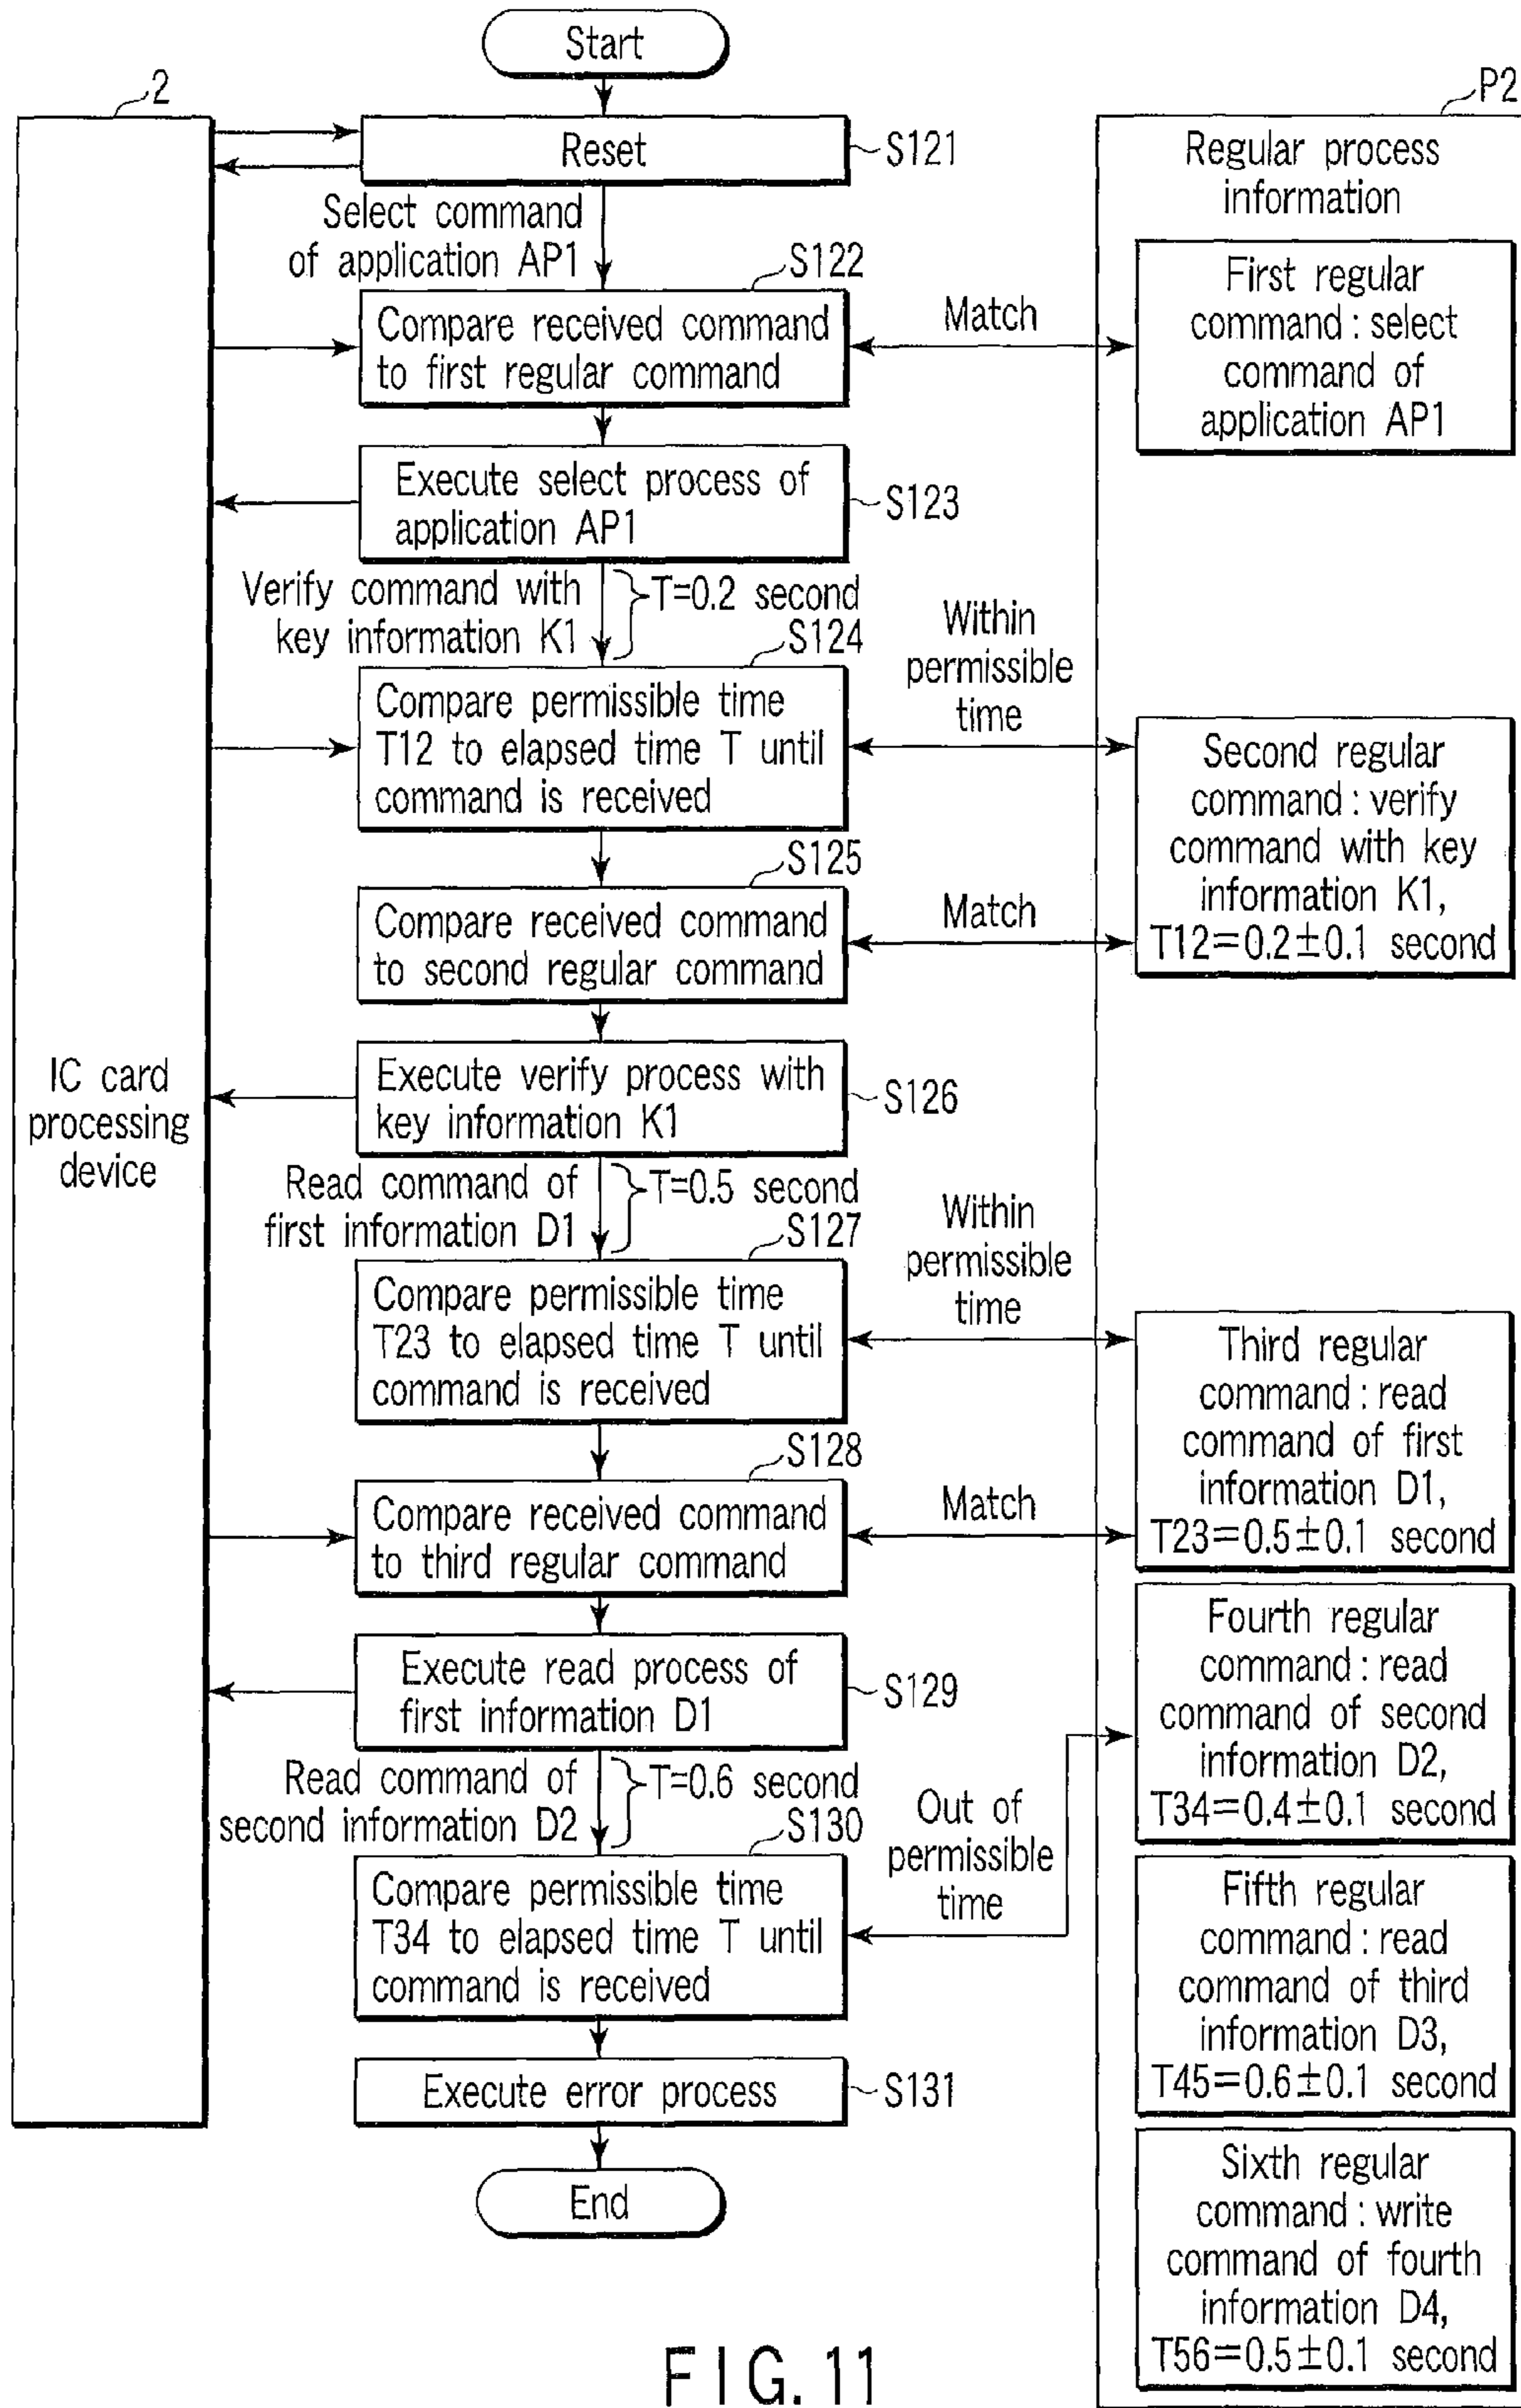 Start
2
P2
Reset
S121
Regular process
information
Select command
of application AP1
S122
Compare received command
to first regular command
Match
First regular
command : select
command of
application AP1
Execute select process of
application AP1
S123
Verify command with
key information K1
T=0.2 second
S124
Within
permissible
time
Compare permissible time
T12 to elapsed time T until
command is received
Second regular
command : verify
command with key
information K1,
T12=0.2±0.1 second
S125
Compare received command
to second regular command
Match
IC card
processing
device
Execute verify process with
key information K1
S126
Read command of
first information D1
T=0.5 second
S127
Within
permissible
time
Compare permissible time
T23 to elapsed time T until
command is received
Third regular
command : read
command of first
information D1,
T23=0.5±0.1 second
S128
Compare received command
to third regular command
Match
Execute read process of
first information D1
S129
Fourth regular
command : read
command of second
information D2,
T34=0.4±0.1 second
Read command of
second information D2
T=0.6 second
S130
Out of
permissible
time
Compare permissible time
T34 to elapsed time T until
command is received
Fifth regular
command : read
command of third
information D3,
T45=0.6±0.1 second
Execute error process
S131
End
Sixth regular
command : write
command of fourth
information D4,
T56=0.5±0.1 second
FIG. 11